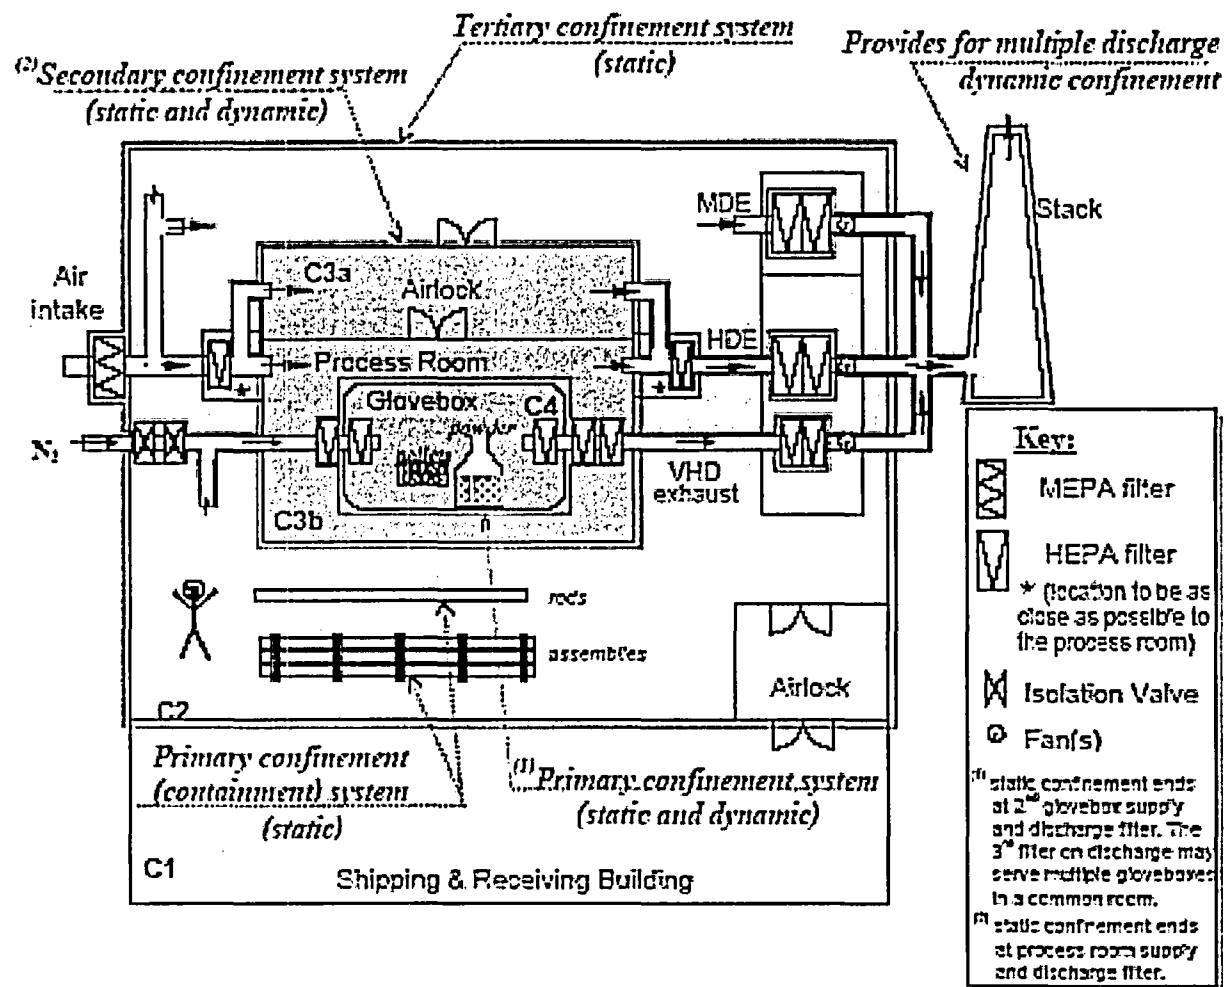 Tertiary confinement system
(static)
Provides for multiple discharge
dynamic confinement
(2) Secondary confinement system
(static and dynamic)
MDE
Stack
C3a
Airlock
Air
intake
HDE
Process Room
*
*
Glovebox
C4
powder
pellets
N₂
VHD
exhaust
C3b
rods
assemblies
Airlock
C2
Primary confinement
(containment) system
(static)
(1) Primary confinement system
(static and dynamic)
C1
Shipping & Receiving Building
Key:
MEPA filter
HEPA filter
* (location to be as
close as possible to
the process room)
Isolation Valve
Fan(s)
(1) static confinement ends
at 2nd glovebox supply
and discharge filter. The
3rd filter on discharge may
serve multiple gloveboxes
in a common room.
(2) static confinement ends
at process room supply
and discharge filter.